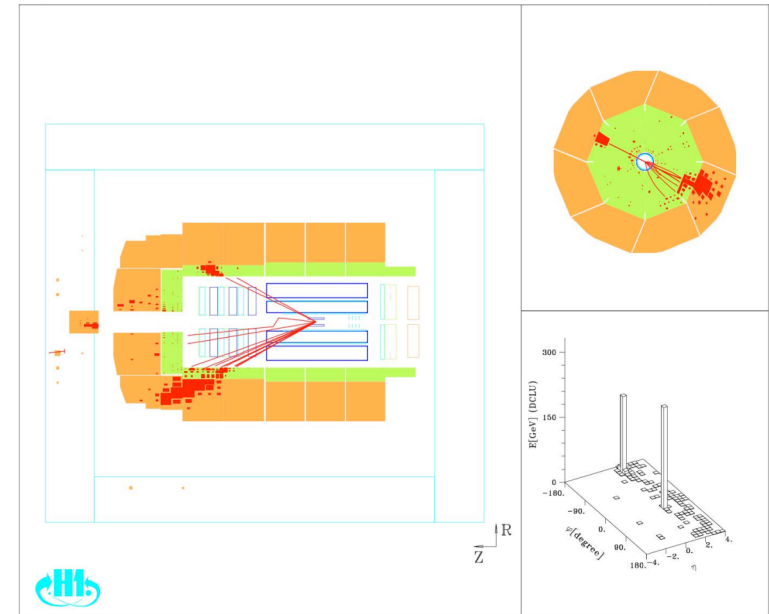 R
Z
H1
E[GeV] (DCLU)
300
150
0
-180.
-90.
0.
90.
180.
φ[degree]
-4.
-2.
0.
2.
4.
η